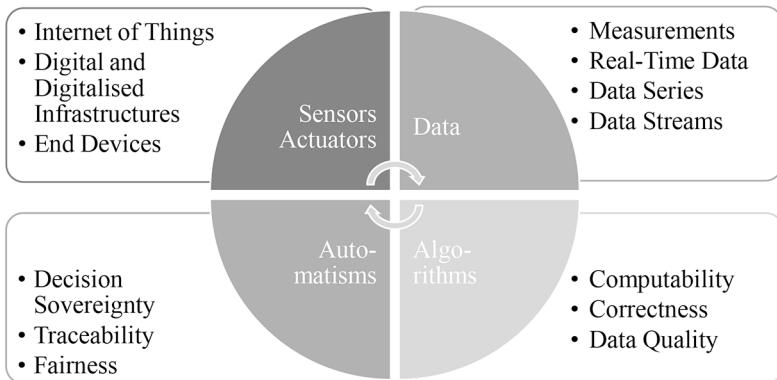 • Internet of Things
• Digital and
Digitalised
Infrastructures
• End Devices
Sensors
Actuators
Data
• Measurements
• Real-Time Data
• Data Series
• Data Streams
• Decision
Sovereignty
• Traceability
• Fairness
Auto-
matisms
Algo-
rithms
• Computability
• Correctness
• Data Quality